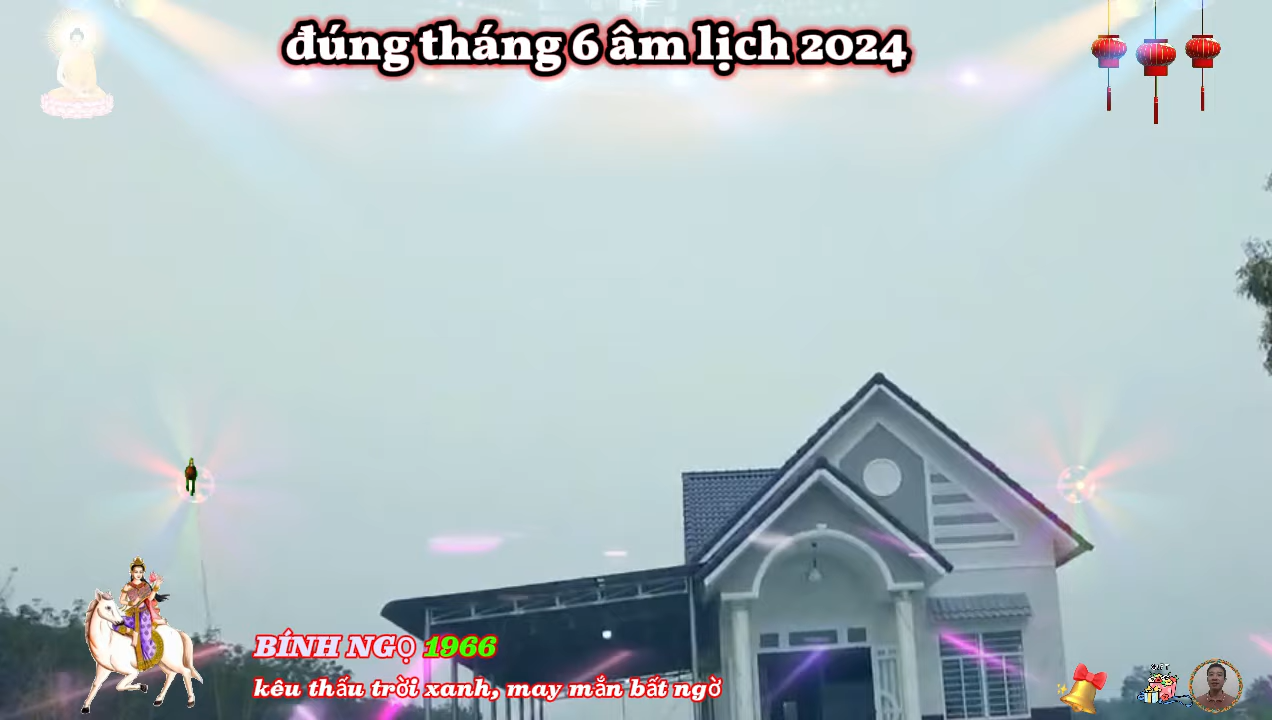 đúng tháng 6 âm lịch 2024
BÍNH NGỌ 1966
kêu thấu trời xanh, may mắn bất ngờ